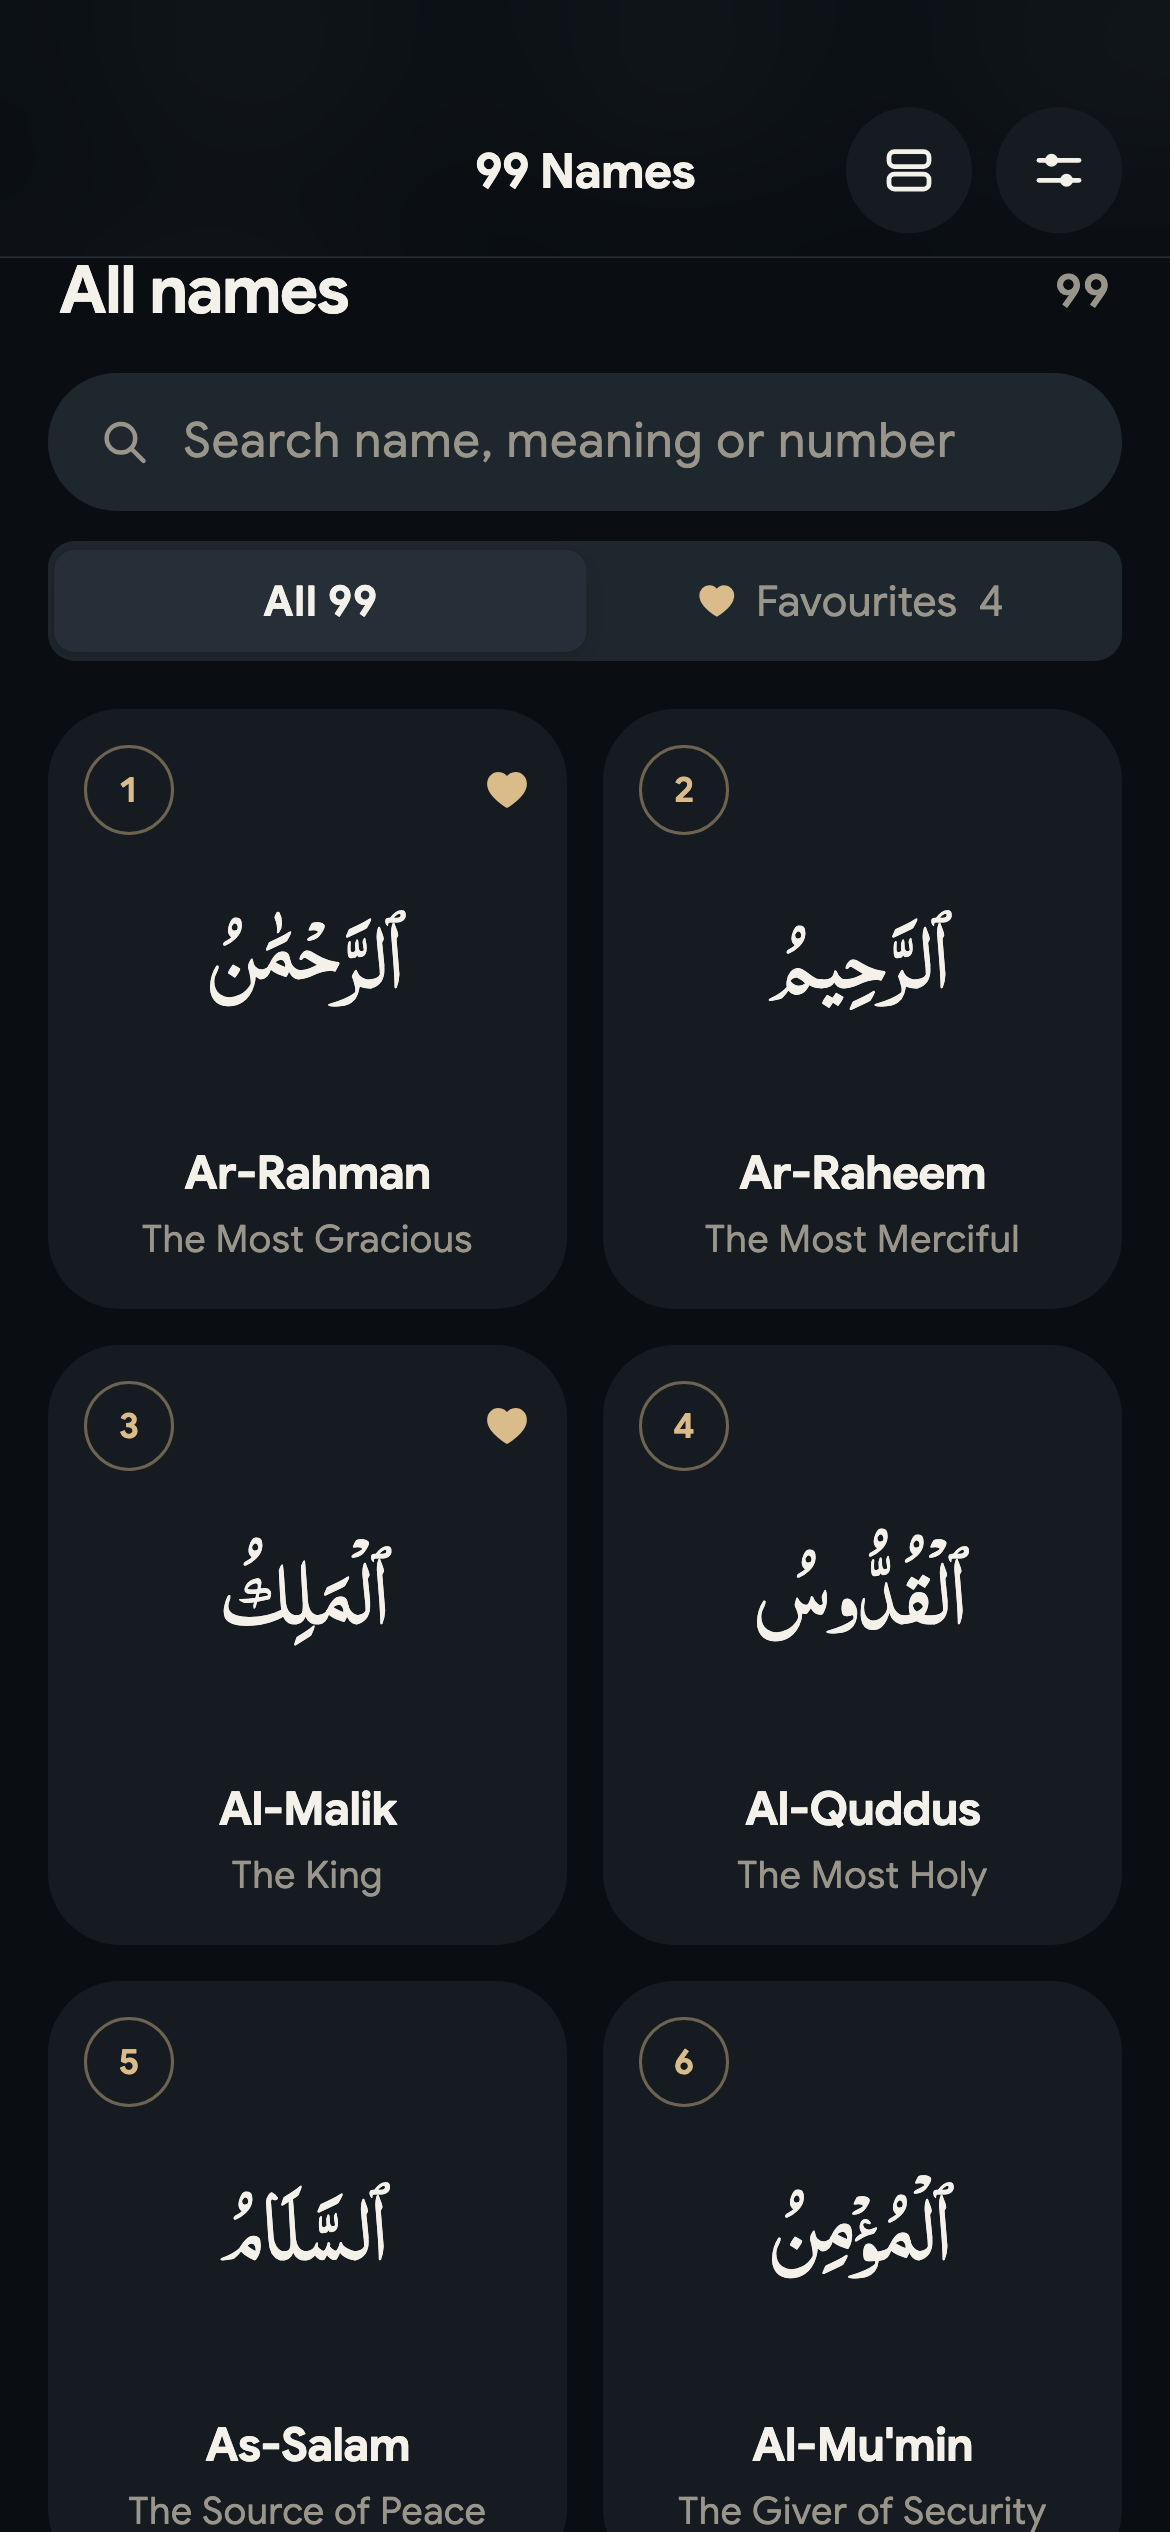 99 Names
All names
99
Search name, meaning or number
All 99
Favourites 4
1
ٱلرَّحْمَٰنُ
Ar-Rahman
The Most Gracious
2
ٱلرَّحِيمُ
Ar-Raheem
The Most Merciful
3
ٱلْمَلِكُ
Al-Malik
The King
4
ٱلْقُدُّوسُ
Al-Quddus
The Most Holy
5
ٱلسَّلَامُ
As-Salam
The Source of Peace
6
ٱلْمُؤْمِنُ
Al-Mu'min
The Giver of Security